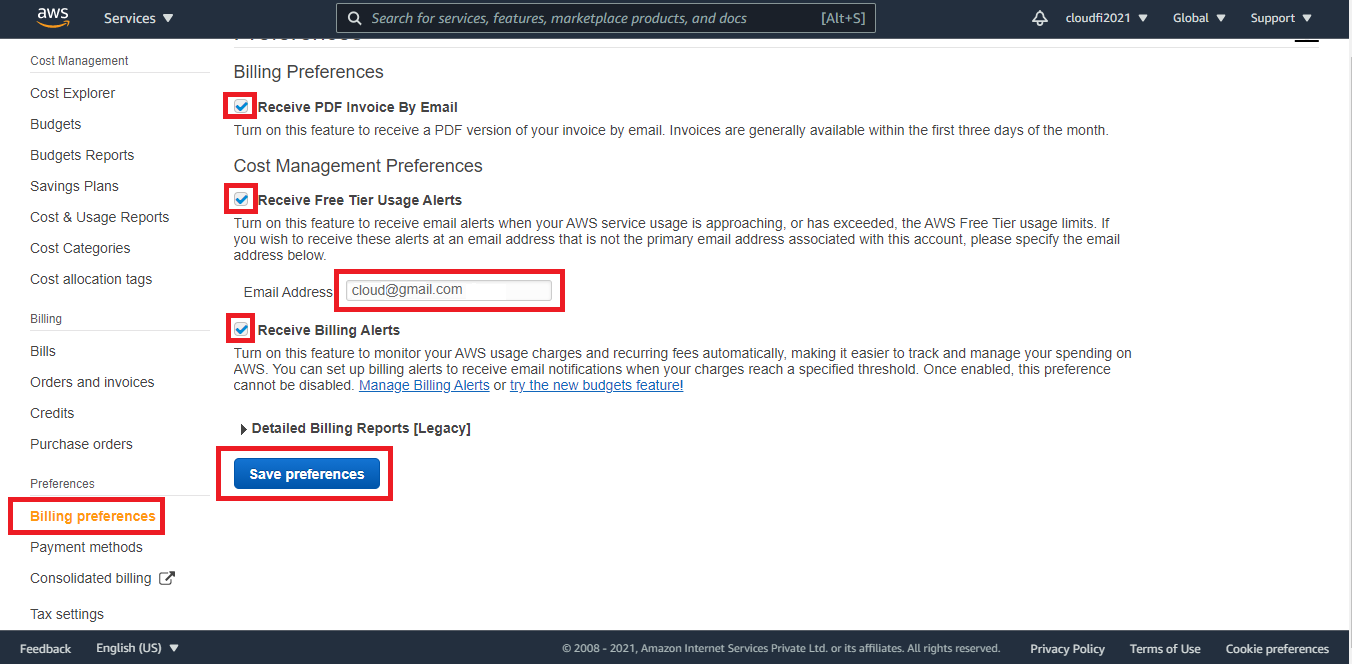 aws
Services
Search for services, features, marketplace products, and docs [Alt+S]
cloudfi2021
Global
Support
Cost Management
Cost Explorer
Budgets
Budgets Reports
Savings Plans
Cost & Usage Reports
Cost Categories
Cost allocation tags
Billing
Bills
Orders and invoices
Credits
Purchase orders
Preferences
Billing preferences
Payment methods
Consolidated billing
Tax settings
Preferences
Billing Preferences
Receive PDF Invoice By Email
Turn on this feature to receive a PDF version of your invoice by email. Invoices are generally available within the first three days of the month.
Cost Management Preferences
Receive Free Tier Usage Alerts
Turn on this feature to receive email alerts when your AWS service usage is approaching, or has exceeded, the AWS Free Tier usage limits. If
you wish to receive these alerts at an email address that is not the primary email address associated with this account, please specify the email
address below.
Email Address cloud@gmail.com
Receive Billing Alerts
Turn on this feature to monitor your AWS usage charges and recurring fees automatically, making it easier to track and manage your spending on
AWS. You can set up billing alerts to receive email notifications when your charges reach a specified threshold. Once enabled, this preference
cannot be disabled. Manage Billing Alerts or try the new budgets feature!
Detailed Billing Reports [Legacy]
Save preferences
Feedback
English (US)
© 2008 - 2021, Amazon Internet Services Private Ltd. or its affiliates. All rights reserved.
Privacy Policy
Terms of Use
Cookie preferences